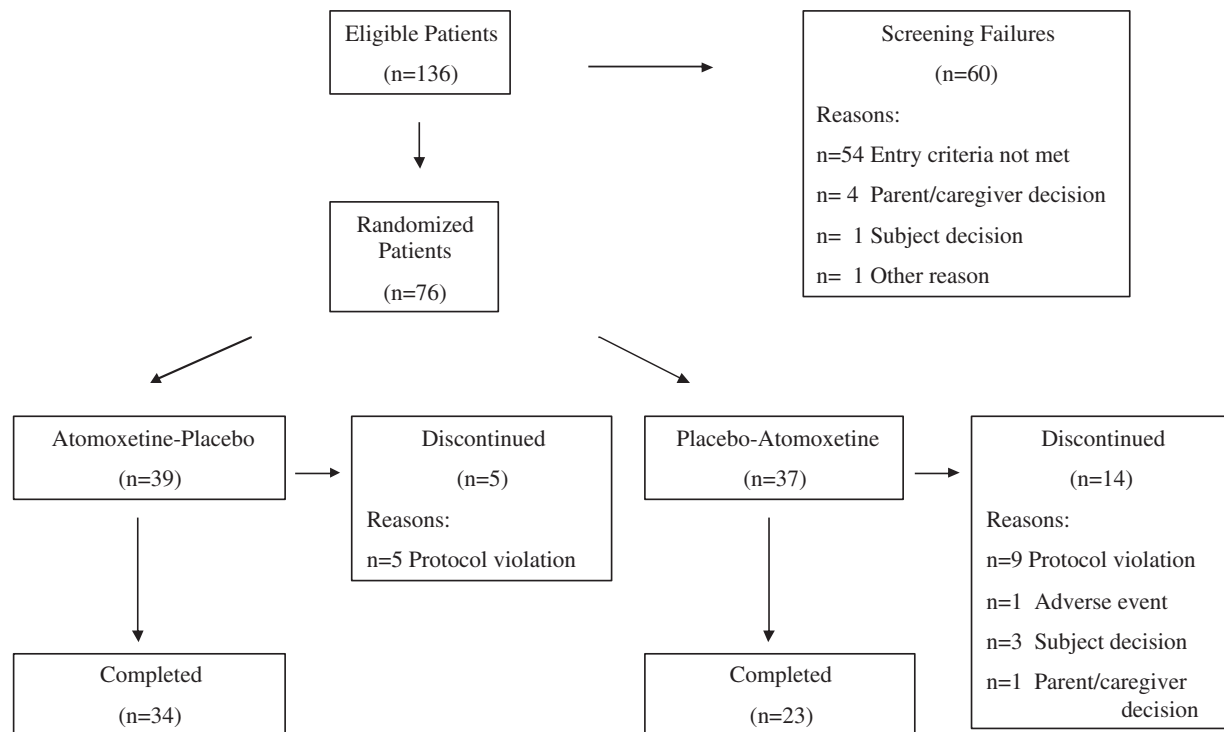 Eligible Patients
(n=136)
Screening Failures
(n=60)
Reasons:
n=54 Entry criteria not met
n= 4 Parent/caregiver decision
n= 1 Subject decision
n= 1 Other reason
Randomized
Patients
(n=76)
Atomoxetine-Placebo
(n=39)
Discontinued
(n=5)
Reasons:
n=5 Protocol violation
Placebo-Atomoxetine
(n=37)
Discontinued
(n=14)
Reasons:
n=9 Protocol violation
n=1 Adverse event
n=3 Subject decision
n=1 Parent/caregiver
decision
Completed
(n=34)
Completed
(n=23)